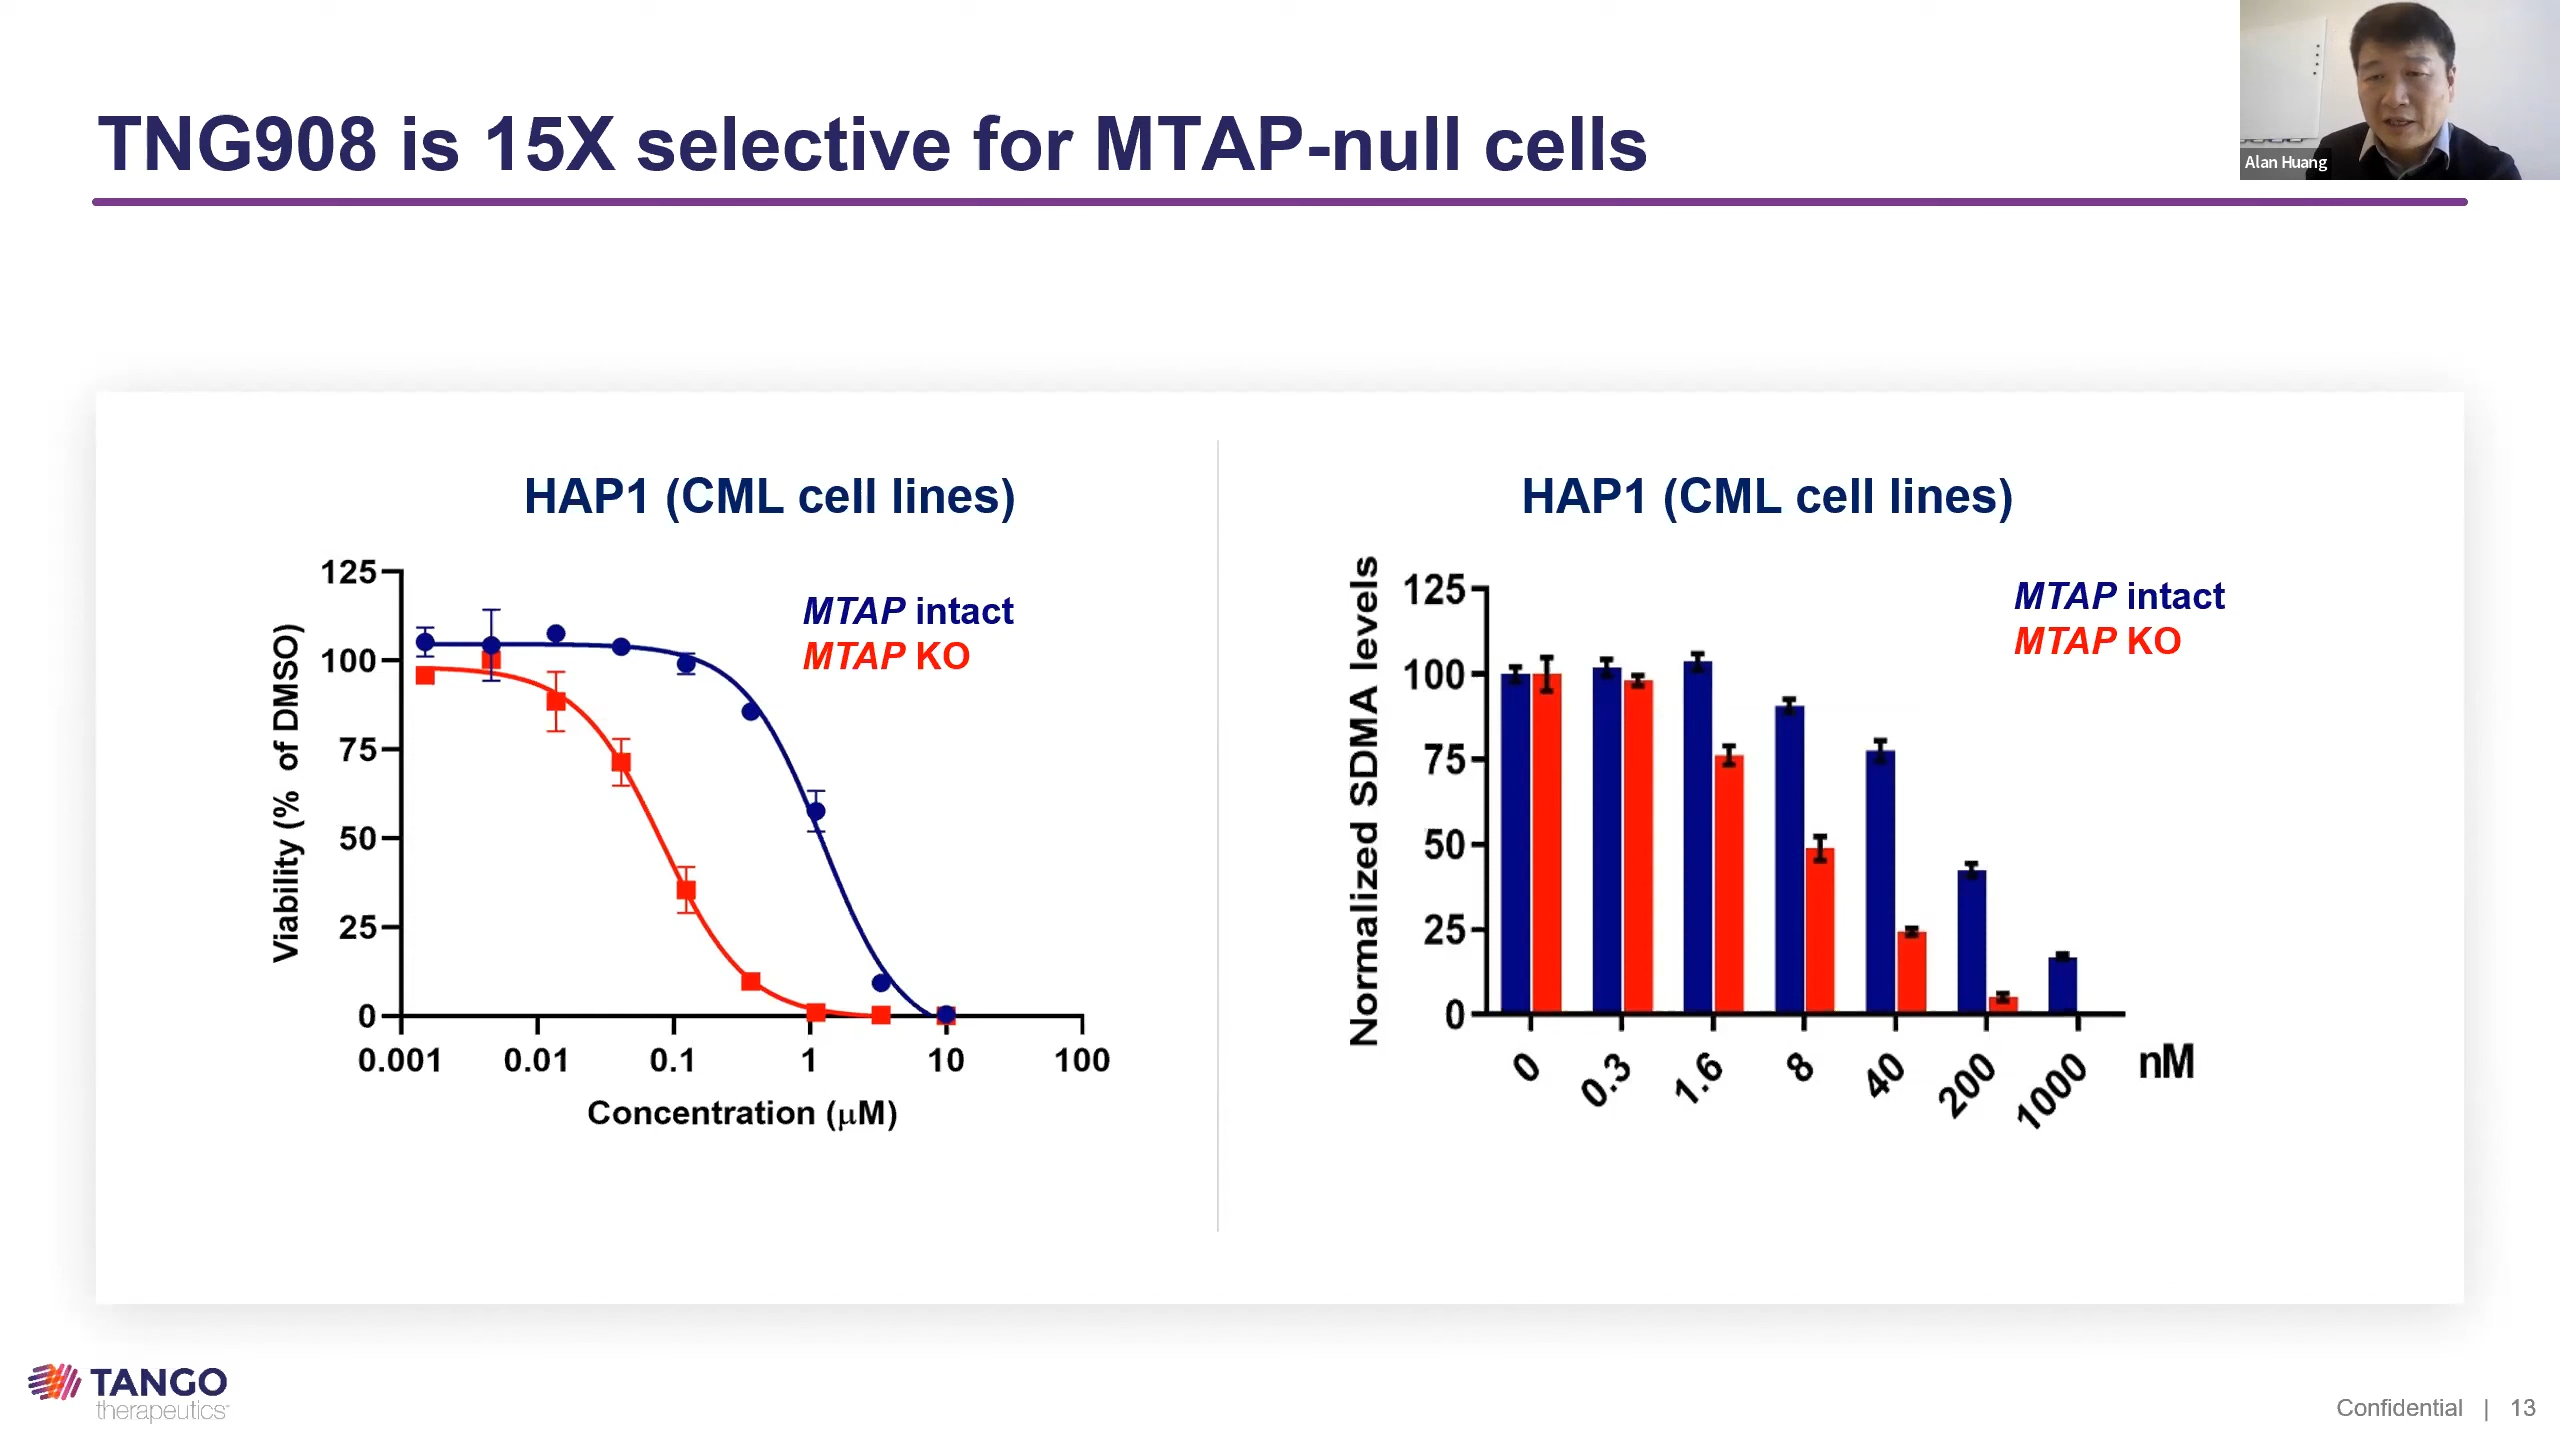 TNG908 is 15X selective for MTAP-null cells
Alan Huang
HAP1 (CML cell lines)
MTAP intact
MTAP KO
Viability (% of DMSO)
125
100
75
50
25
0
0.001 0.01 0.1 1 10 100
Concentration (µM)
HAP1 (CML cell lines)
MTAP intact
MTAP KO
Normalized SDMA levels
125
100
75
50
25
0
0 0.3 1.6 8 40 200 1000 nM
TANGO
therapeutics
Confidential | 13